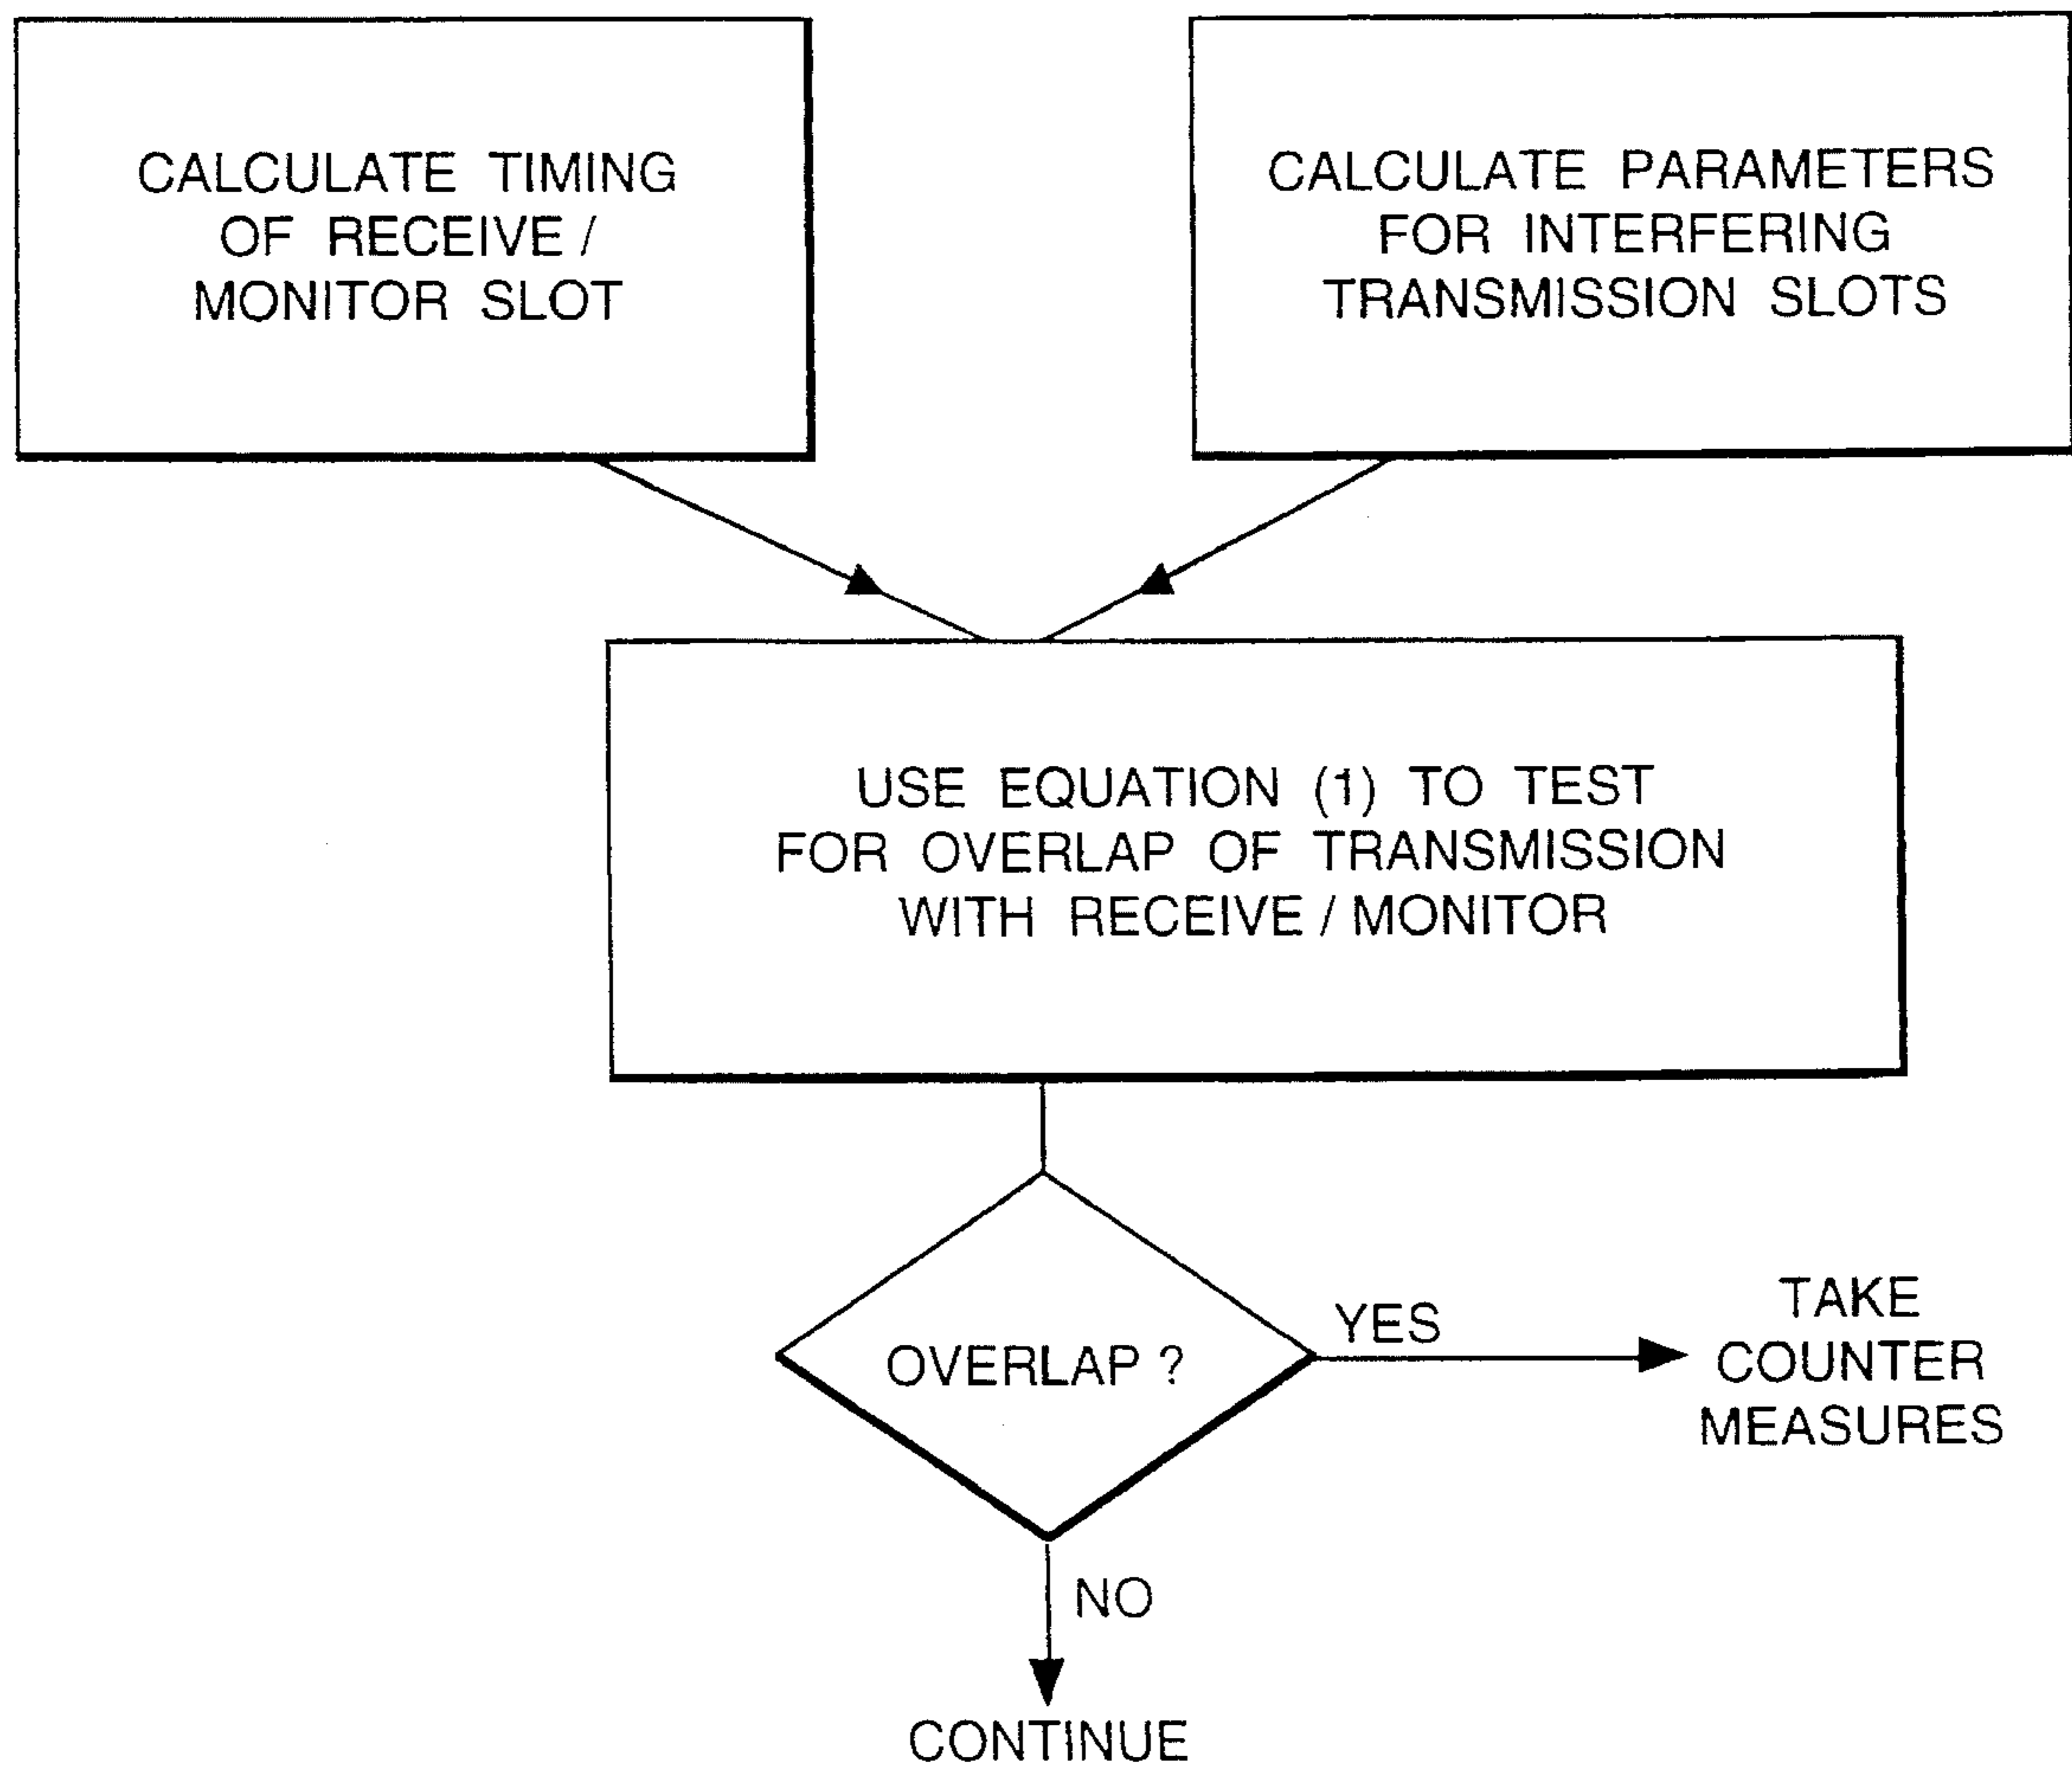 CALCULATE TIMING
OF RECEIVE /
MONITOR SLOT
CALCULATE PARAMETERS
FOR INTERFERING
TRANSMISSION SLOTS
USE EQUATION (1) TO TEST
FOR OVERLAP OF TRANSMISSION
WITH RECEIVE / MONITOR
OVERLAP ?
YES
TAKE
COUNTER
MEASURES
NO
CONTINUE